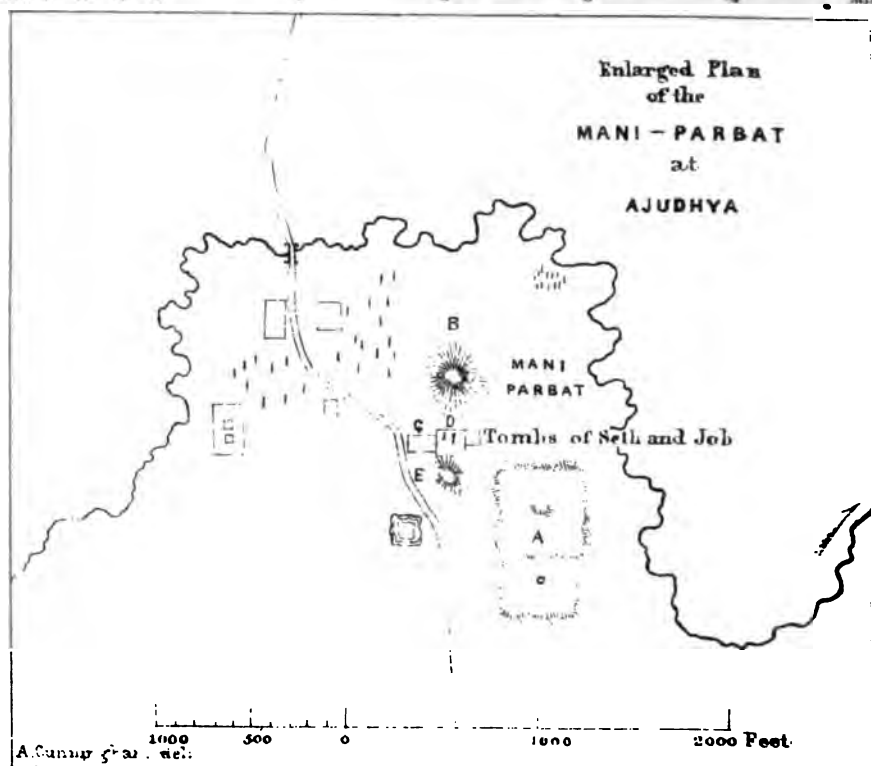 Enlarged Plan
of the
MANI - PARBAT
at
AJUDHYA
B
MANI
PARBAT
C D
Tombs of Seth and Job
E
A
1000 500 0 1000 2000 Feet